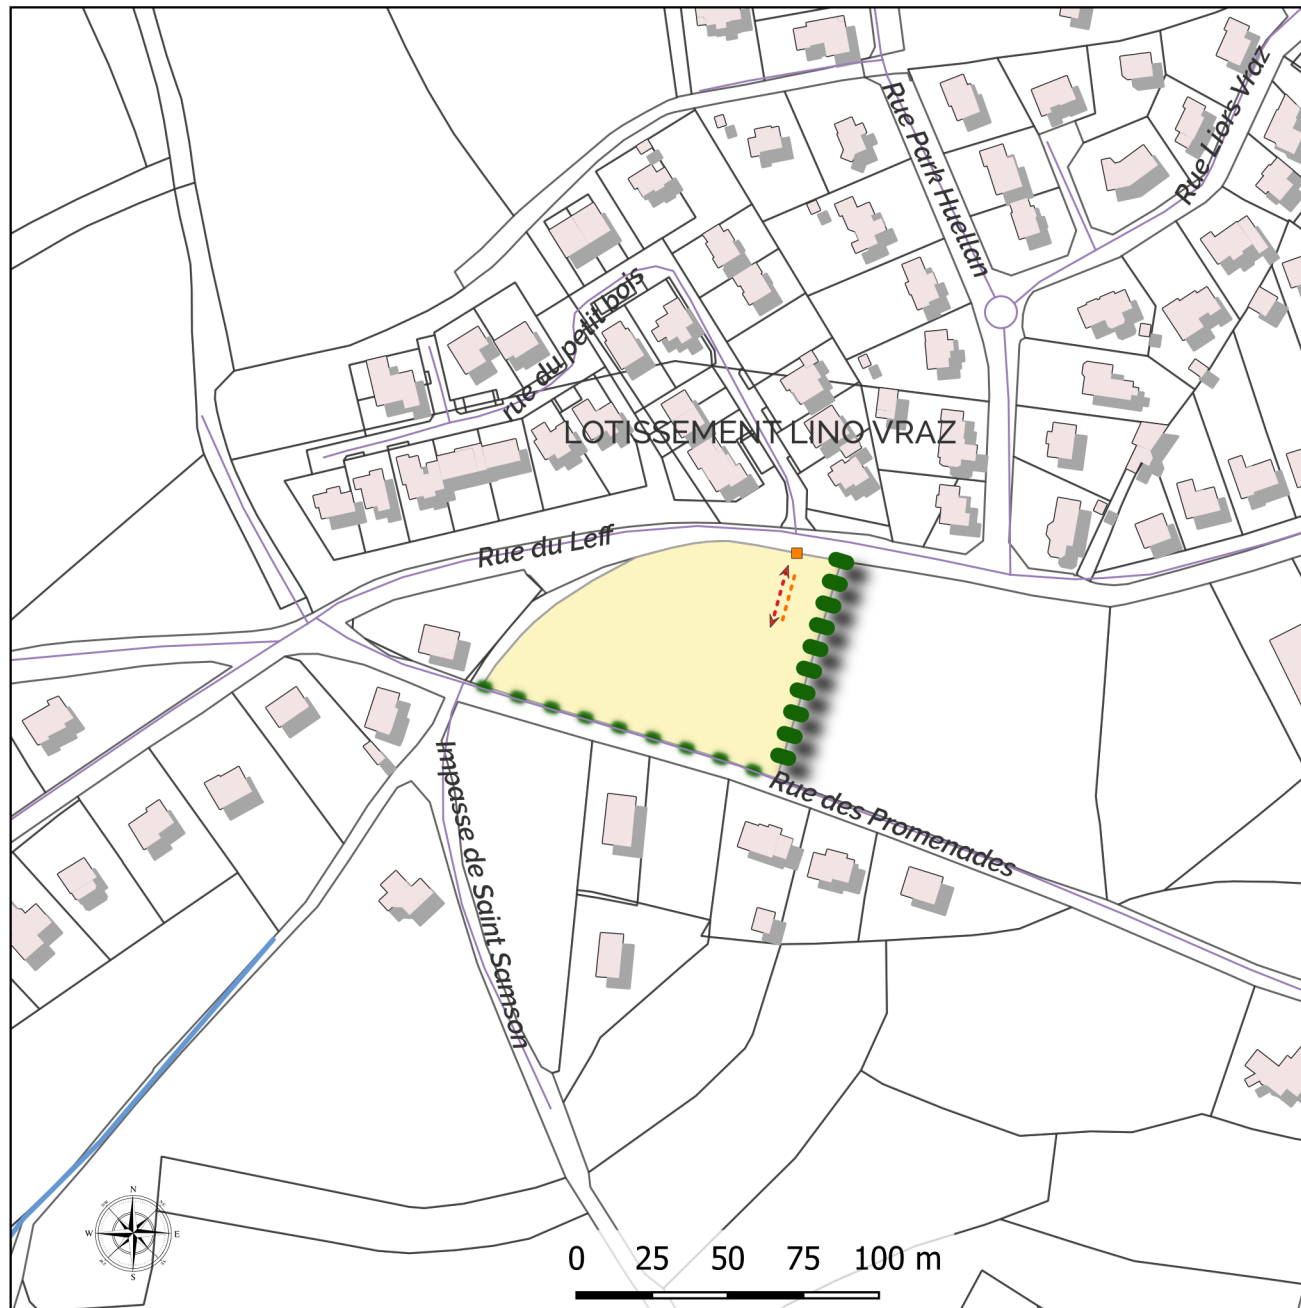 Rue Liors Vraz
Rue Park Huellan
rue du petit bois
LOTISSEMENT LINO VRAZ
Rue du Leff
Rue des Promenades
Impasse de Saint Samson
N
W
E
S
0 25 50 75 100 m